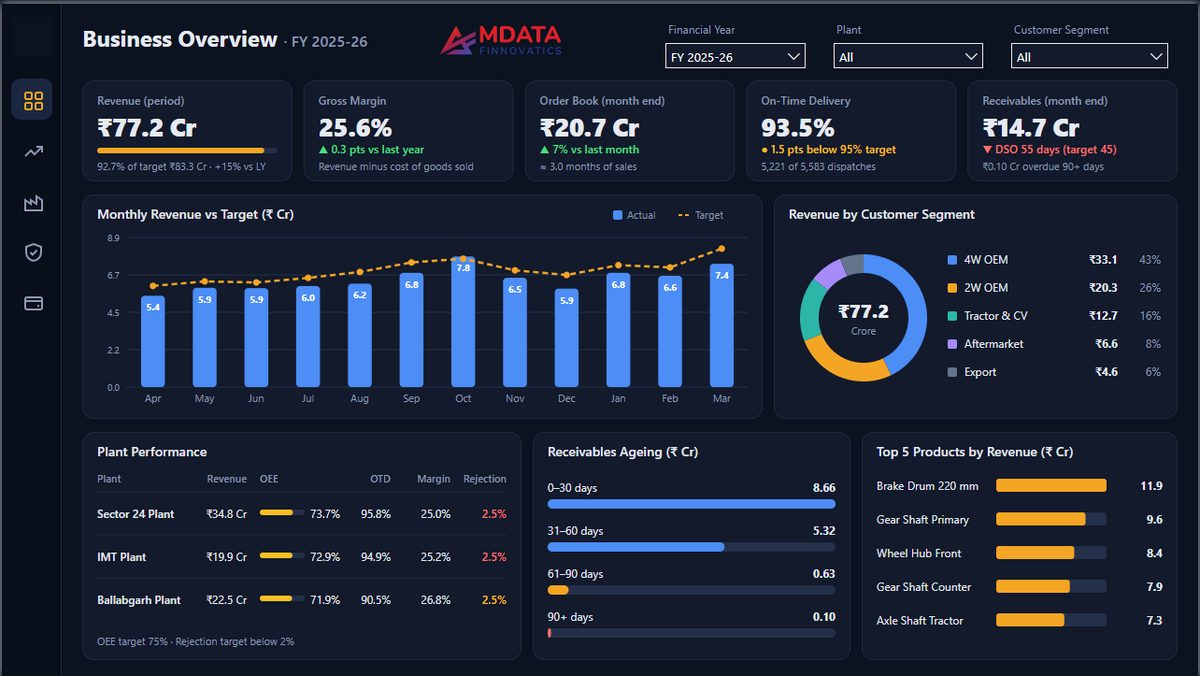 Business Overview · FY 2025-26
MDATA
FINNOVATICS
Financial Year
FY 2025-26
Plant
All
Customer Segment
All
Revenue (period)
₹77.2 Cr
92.7% of target ₹83.3 Cr · +15% vs LY
Gross Margin
25.6%
▲ 0.3 pts vs last year
Revenue minus cost of goods sold
Order Book (month end)
₹20.7 Cr
▲ 7% vs last month
≈ 3.0 months of sales
On-Time Delivery
93.5%
● 1.5 pts below 95% target
5,221 of 5,583 dispatches
Receivables (month end)
₹14.7 Cr
▼ DSO 55 days (target 45)
₹0.10 Cr overdue 90+ days
Monthly Revenue vs Target (₹ Cr)
Actual Target
8.9
6.7
4.5
2.2
0.0
5.4 5.9 5.9 6.0 6.2 6.8 7.8 6.5 5.9 6.8 6.6 7.4
Apr May Jun Jul Aug Sep Oct Nov Dec Jan Feb Mar
Revenue by Customer Segment
₹77.2
Crore
4W OEM ₹33.1 43%
2W OEM ₹20.3 26%
Tractor & CV ₹12.7 16%
Aftermarket ₹6.6 8%
Export ₹4.6 6%
Plant Performance
Plant Revenue OEE OTD Margin Rejection
Sector 24 Plant ₹34.8 Cr 73.7% 95.8% 25.0% 2.5%
IMT Plant ₹19.9 Cr 72.9% 94.9% 25.2% 2.5%
Ballabgarh Plant ₹22.5 Cr 71.9% 90.5% 26.8% 2.5%
OEE target 75% · Rejection target below 2%
Receivables Ageing (₹ Cr)
0–30 days 8.66
31–60 days 5.32
61–90 days 0.63
90+ days 0.10
Top 5 Products by Revenue (₹ Cr)
Brake Drum 220 mm 11.9
Gear Shaft Primary 9.6
Wheel Hub Front 8.4
Gear Shaft Counter 7.9
Axle Shaft Tractor 7.3